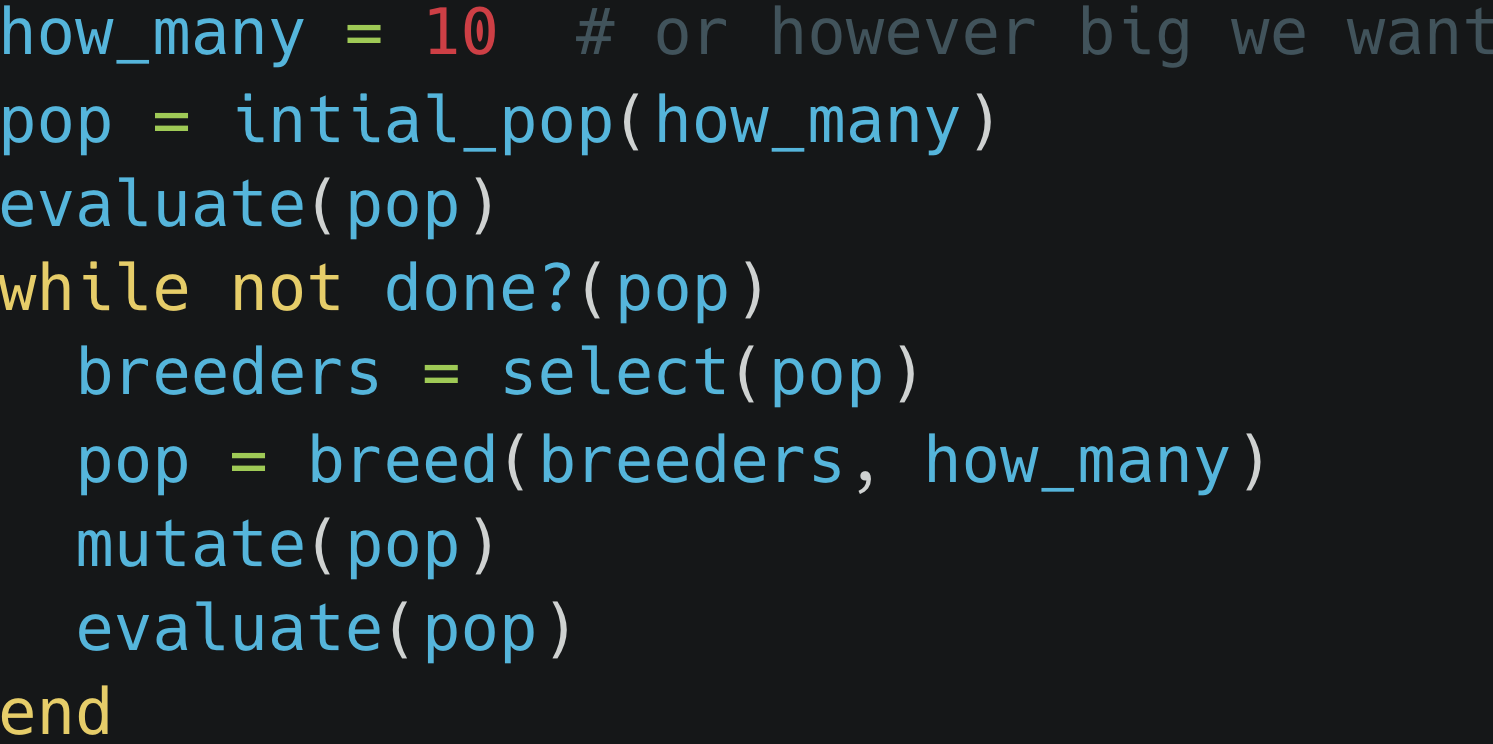 how_many = 10  # or however big we want
pop = intial_pop(how_many)
evaluate(pop)
while not done?(pop)
  breeders = select(pop)
  pop = breed(breeders, how_many)
  mutate(pop)
  evaluate(pop)
end